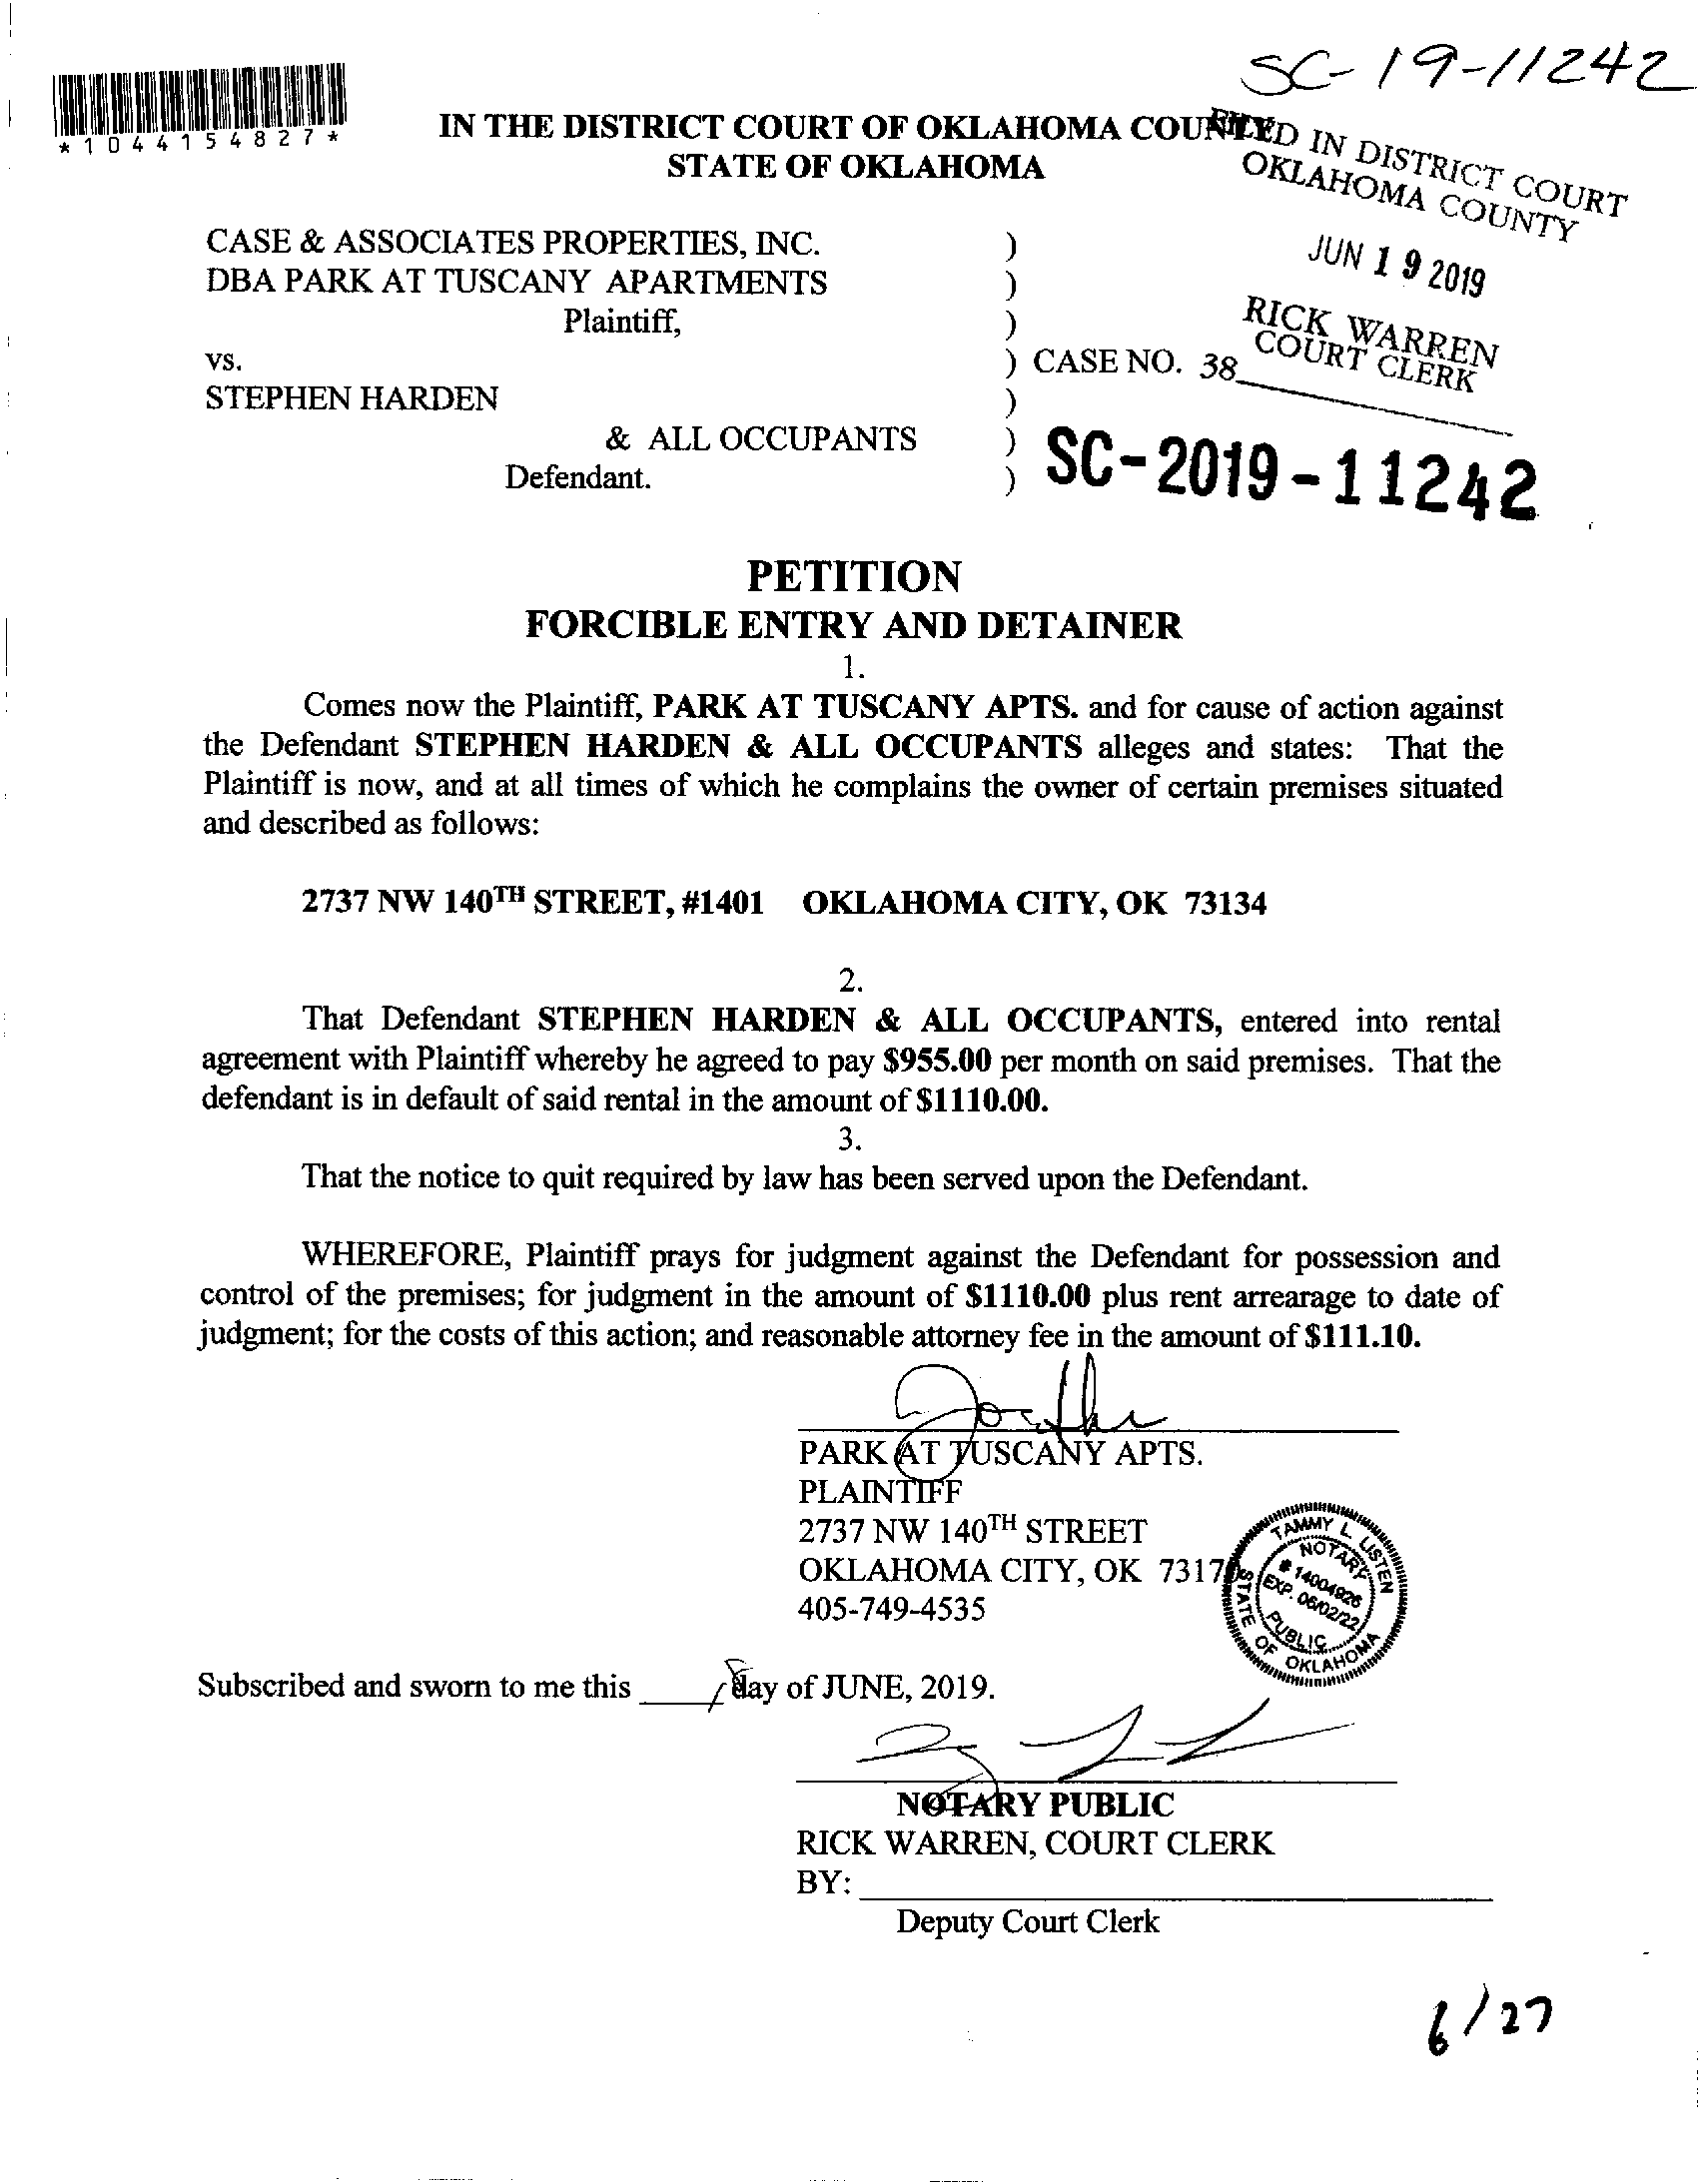 SC-19-11242
*1044154827*
IN THE DISTRICT COURT OF OKLAHOMA COUNTY
STATE OF OKLAHOMA
FILED IN DISTRICT COURT
OKLAHOMA COUNTY
JUN 19 2019
RICK WARREN
COURT CLERK
38
CASE & ASSOCIATES PROPERTIES, INC. )
DBA PARK AT TUSCANY APARTMENTS )
Plaintiff, )
vs. ) CASE NO.
STEPHEN HARDEN )
& ALL OCCUPANTS )
Defendant. )
SC-2019-11242
PETITION
FORCIBLE ENTRY AND DETAINER
1.
Comes now the Plaintiff, PARK AT TUSCANY APTS. and for cause of action against
the Defendant STEPHEN HARDEN & ALL OCCUPANTS alleges and states: That the
Plaintiff is now, and at all times of which he complains the owner of certain premises situated
and described as follows:
2737 NW 140TH STREET, #1401 OKLAHOMA CITY, OK 73134
2.
That Defendant STEPHEN HARDEN & ALL OCCUPANTS, entered into rental
agreement with Plaintiff whereby he agreed to pay $955.00 per month on said premises. That the
defendant is in default of said rental in the amount of $1110.00.
3.
That the notice to quit required by law has been served upon the Defendant.
WHEREFORE, Plaintiff prays for judgment against the Defendant for possession and
control of the premises; for judgment in the amount of $1110.00 plus rent arrearage to date of
judgment; for the costs of this action; and reasonable attorney fee in the amount of $111.10.
PARK AT TUSCANY APTS.
PLAINTIFF
2737 NW 140TH STREET
OKLAHOMA CITY, OK
405-749-4535
TAMMY L. LISTEN
NOTARY
# 14004926
EXP. 06/02/22
PUBLIC
STATE OF OKLAHOMA
Subscribed and sworn to me this 18 day of JUNE, 2019.
NOTARY PUBLIC
RICK WARREN, COURT CLERK
BY:
Deputy Court Clerk
6/27